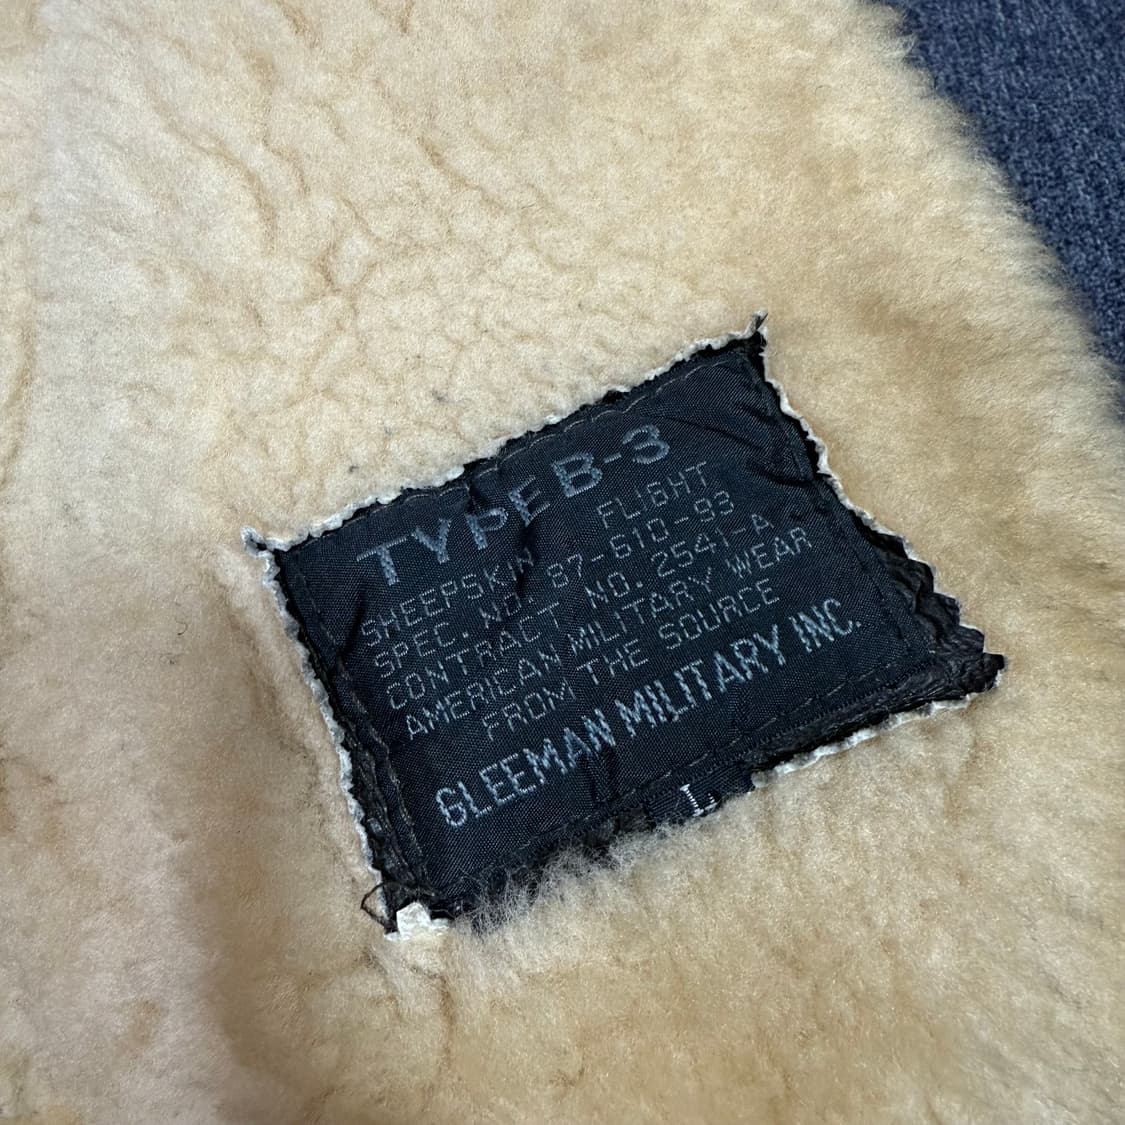 TYPE B-3
SHEEPSKIN FLIGHT
SPEC. NO. 87-610-93
CONTRACT NO. 2541-A
AMERICAN MILITARY WEAR
FROM THE SOURCE
GLEEMAN MILITARY INC.
L